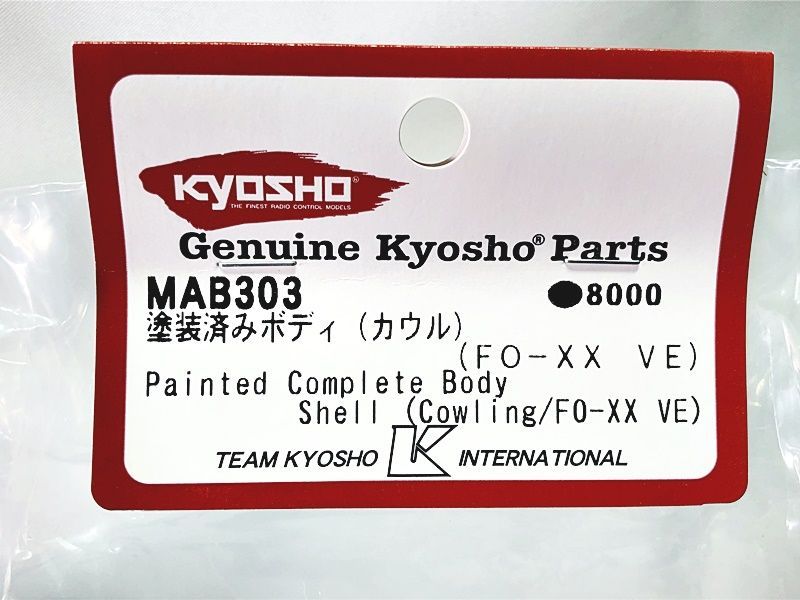 KYOSHO®
THE FINEST RADIO CONTROL MODELS
Genuine Kyosho® Parts
MAB303 ●8000
塗装済みボディ (カウル)
(FO-XX VE)
Painted Complete Body
Shell (Cowling/FO-XX VE)
TEAM KYOSHO K INTERNATIONAL